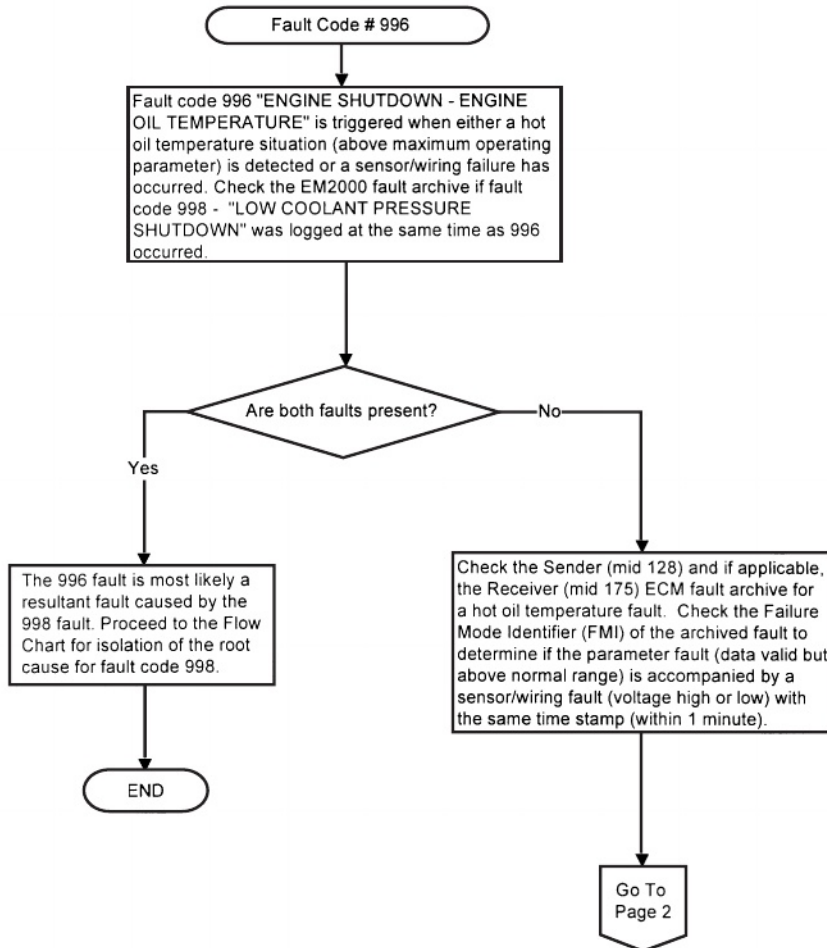 Fault Code # 996
Fault code 996 "ENGINE SHUTDOWN - ENGINE
OIL TEMPERATURE" is triggered when either a hot
oil temperature situation (above maximum operating
parameter) is detected or a sensor/wiring failure has
occurred. Check the EM2000 fault archive if fault
code 998 - "LOW COOLANT PRESSURE
SHUTDOWN" was logged at the same time as 996
occurred.
Are both faults present?
Yes
No
The 996 fault is most likely a
resultant fault caused by the
998 fault. Proceed to the Flow
Chart for isolation of the root
cause for fault code 998.
END
Check the Sender (mid 128) and if applicable,
the Receiver (mid 175) ECM fault archive for
a hot oil temperature fault. Check the Failure
Mode Identifier (FMI) of the archived fault to
determine if the parameter fault (data valid but
above normal range) is accompanied by a
sensor/wiring fault (voltage high or low) with
the same time stamp (within 1 minute).
Go To
Page 2